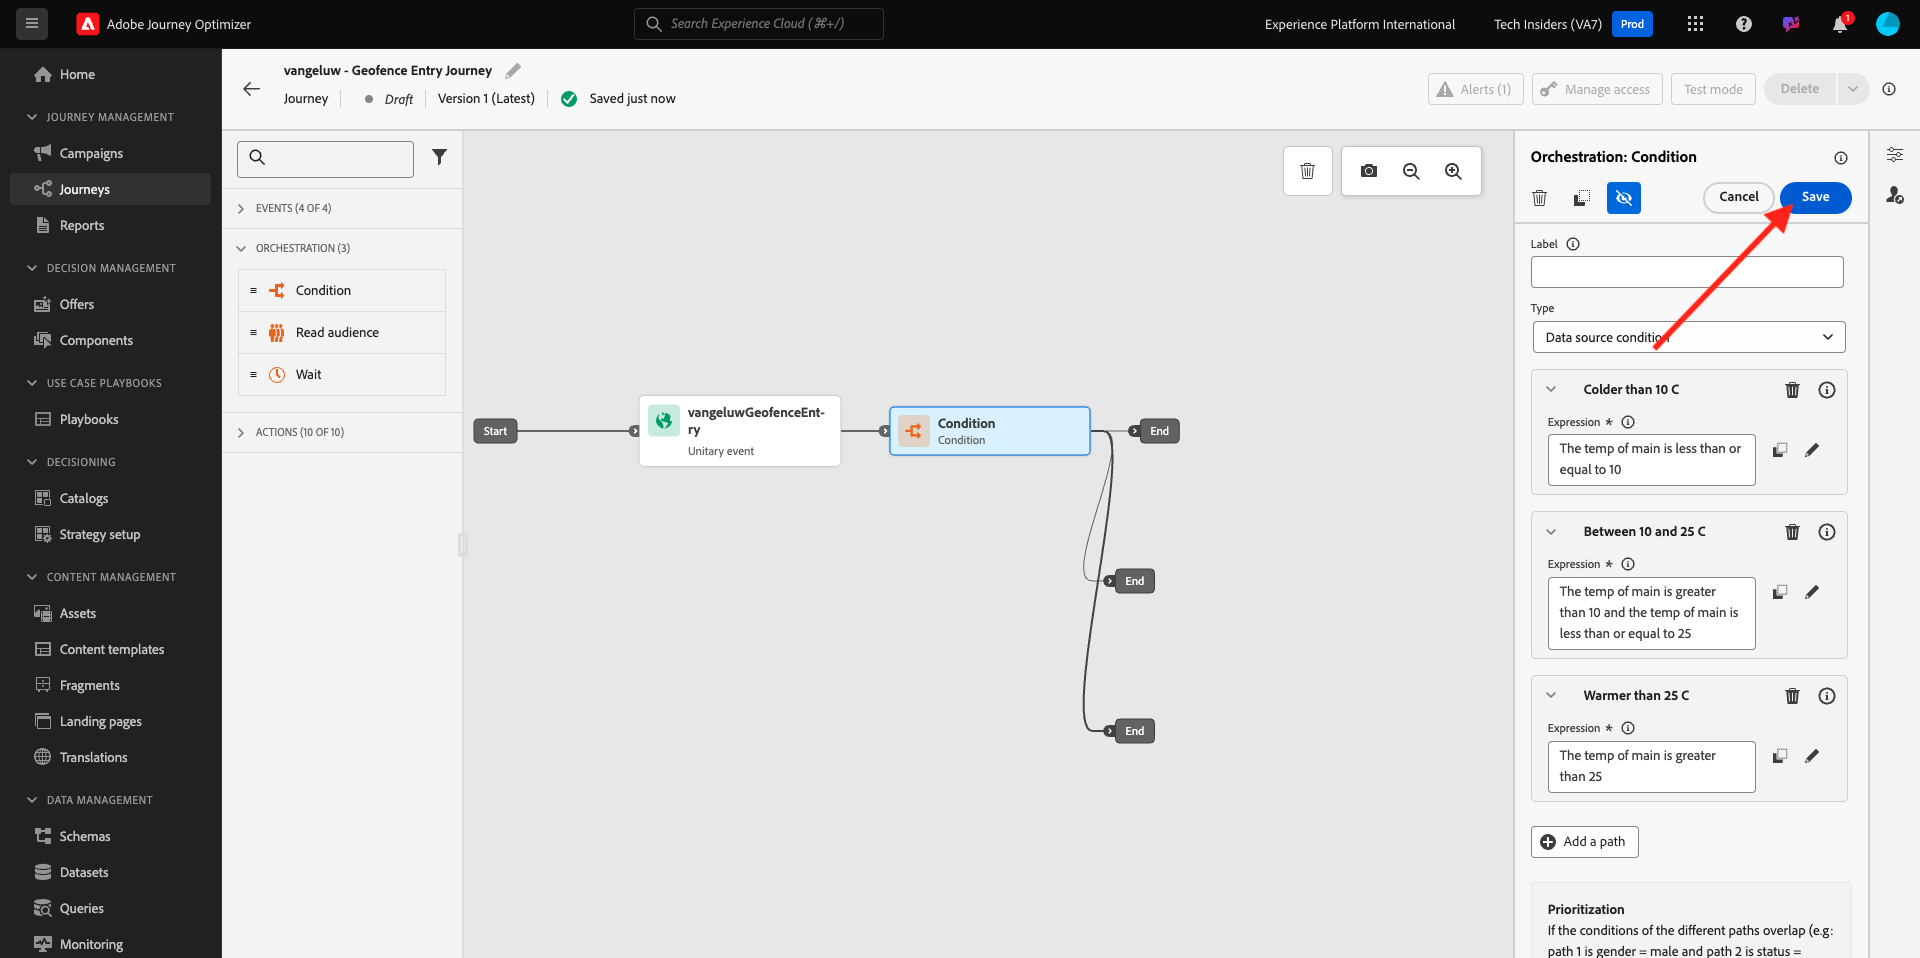 Adobe Journey Optimizer
Search Experience Cloud (⌘+/)
Experience Platform International
Tech Insiders (VA7)
Prod
1
Home
JOURNEY MANAGEMENT
Campaigns
Journeys
Reports
DECISION MANAGEMENT
Offers
Components
USE CASE PLAYBOOKS
Playbooks
DECISIONING
Catalogs
Strategy setup
CONTENT MANAGEMENT
Assets
Content templates
Fragments
Landing pages
Translations
DATA MANAGEMENT
Schemas
Datasets
Queries
Monitoring
vangeluw - Geofence Entry Journey
Journey
Draft
Version 1 (Latest)
Saved just now
Alerts (1)
Manage access
Test mode
Delete
EVENTS (4 OF 4)
ORCHESTRATION (3)
Condition
Read audience
Wait
ACTIONS (10 OF 10)
Start
vangeluwGeofenceEnt-
ry
Unitary event
Condition
Condition
End
End
End
Orchestration: Condition
Cancel
Save
Label
Type
Data source condition
Colder than 10 C
Expression *
The temp of main is less than or
equal to 10
Between 10 and 25 C
Expression *
The temp of main is greater
than 10 and the temp of main is
less than or equal to 25
Warmer than 25 C
Expression *
The temp of main is greater
than 25
Add a path
Prioritization
If the conditions of the different paths overlap (e.g:
path 1 is gender = male and path 2 is status =